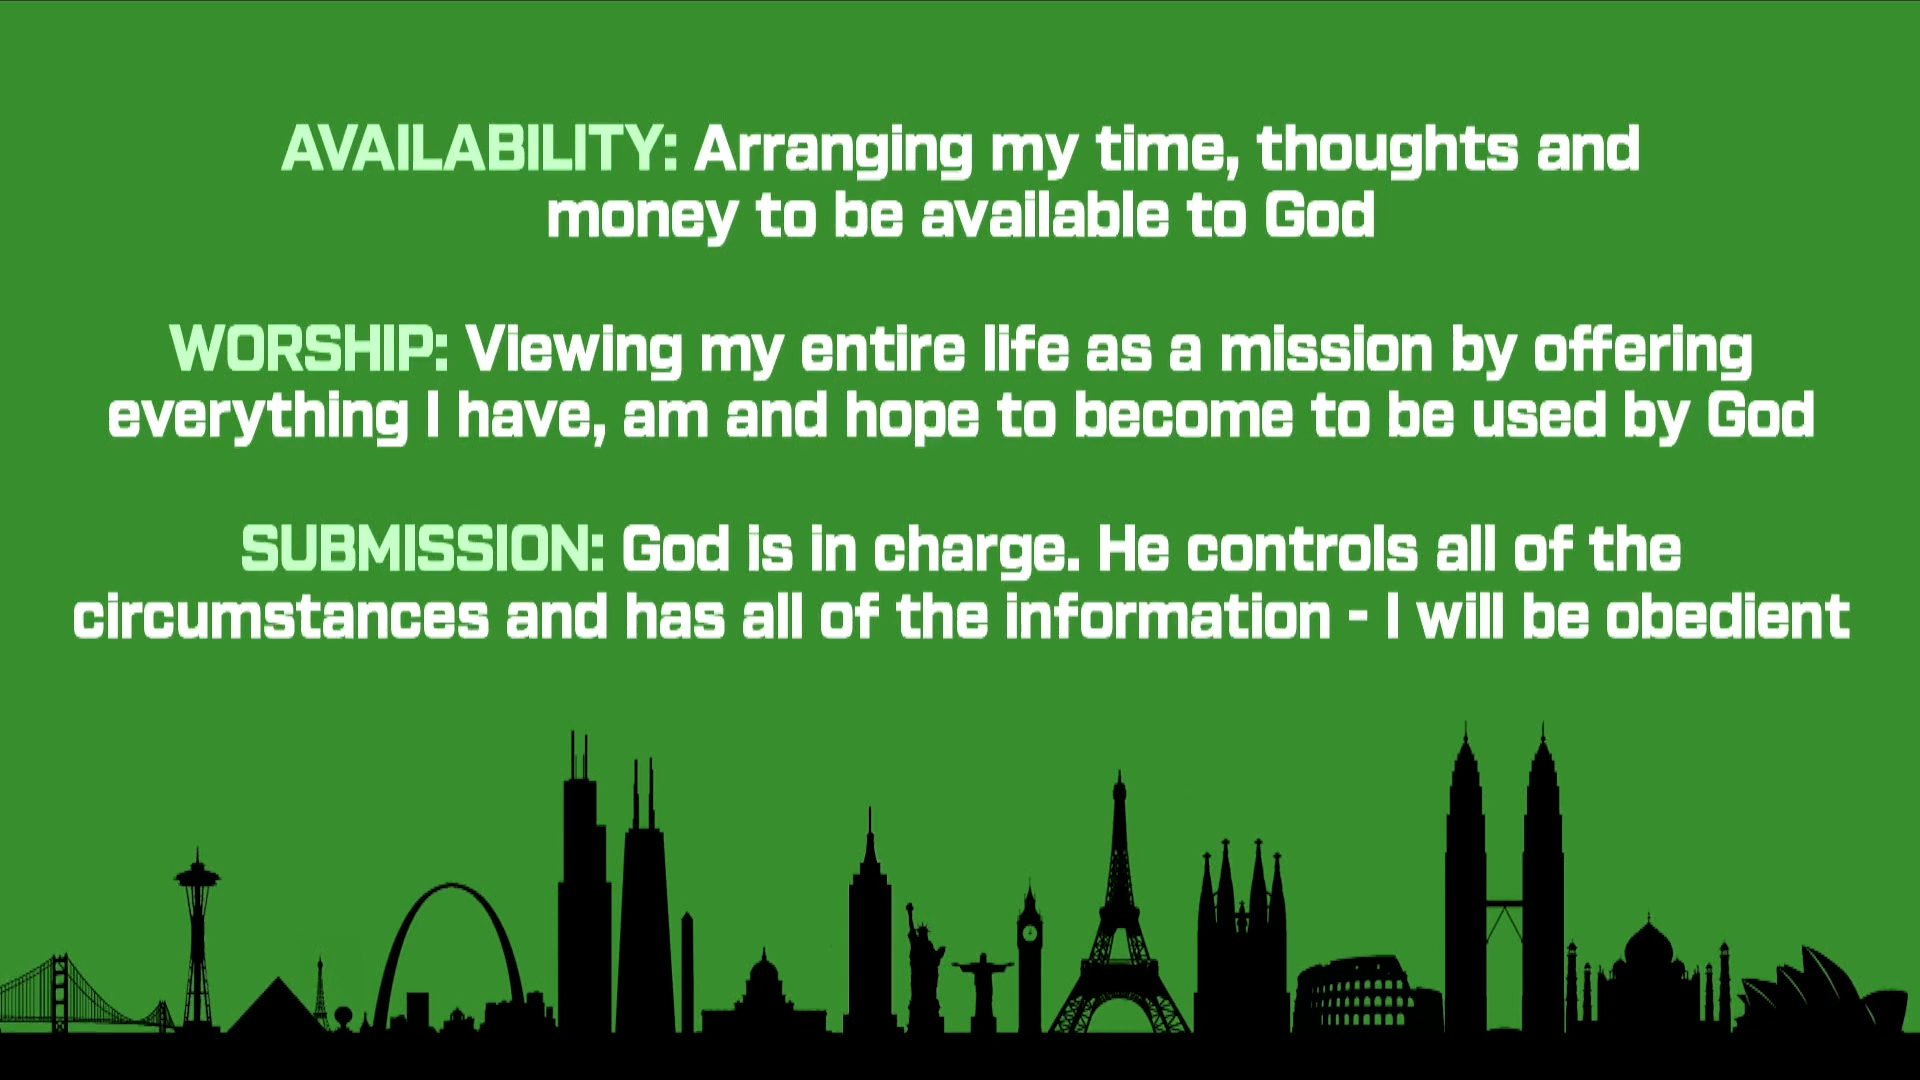 AVAILABILITY: Arranging my time, thoughts and
money to be available to God
WORSHIP: Viewing my entire life as a mission by offering
everything I have, am and hope to become to be used by God
SUBMISSION: God is in charge. He controls all of the
circumstances and has all of the information - I will be obedient